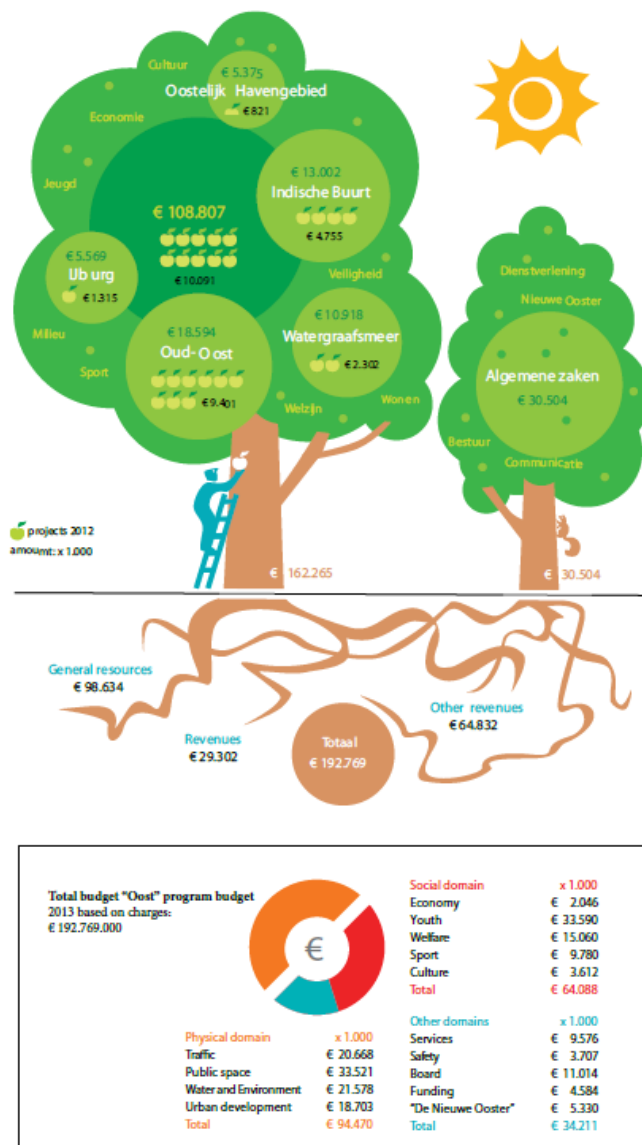 Cultuur
€ 5.375
Oostelijk Havengebied
€ 821
Economie
€ 13.002
Indische Buurt
€ 4.755
Jeugd
€ 108.807
€ 10.091
€ 5.569
IJburg
€ 1.315
Veiligheid
Dienstverlening
Nieuwe Ooster
€ 10.918
Watergraafsmeer
€ 2.302
Milieu
€ 18.594
Oud-Oost
€ 9.401
Sport
Algemene zaken
€ 30.504
Welzijn
Wonen
Bestuur
Communicatie
projects 2012
amoumt: x 1.000
€ 162.265
€ 30.504
General resources
€ 98.634
Other revenues
€ 64.832
Revenues
€ 29.302
Totaal
€ 192.769
Total budget "Oost" program budget
2013 based on charges:
€ 192.769.000
€
Social domain x 1.000
Economy € 2.046
Youth € 33.590
Welfare € 15.060
Sport € 9.780
Culture € 3.612
Total € 64.088
Physical domain x 1.000
Traffic € 20.668
Public space € 33.521
Water and Environment € 21.578
Urban development € 18.703
Total € 94.470
Other domains x 1.000
Services € 9.576
Safety € 3.707
Board € 11.014
Funding € 4.584
"De Nieuwe Ooster" € 5.330
Total € 34.211